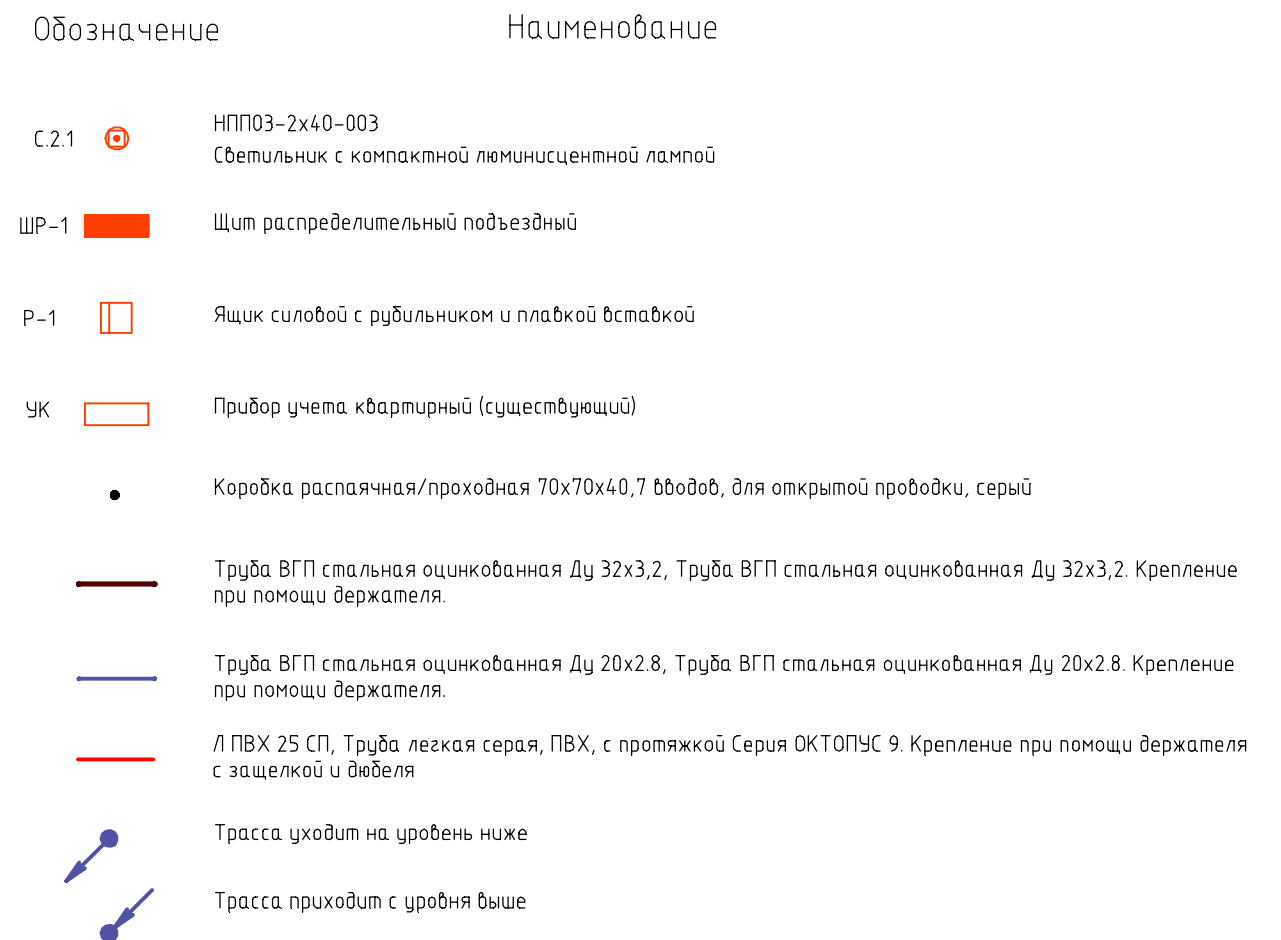 Обозначение Наименование
С.2.1 НПП03-2х40-003
Светильник с компактной люминисцентной лампой
ШР-1 Щит распределительный подъездный
Р-1 Ящик силовой с рубильником и плавкой вставкой
УК Прибор учета квартирный (существующий)
Коробка распаячная/проходная 70х70х40,7 вводов, для открытой проводки, серый
Труба ВГП стальная оцинкованная Ду 32х3,2, Труба ВГП стальная оцинкованная Ду 32х3,2. Крепление
при помощи держателя.
Труба ВГП стальная оцинкованная Ду 20х2.8, Труба ВГП стальная оцинкованная Ду 20х2.8. Крепление
при помощи держателя.
Л ПВХ 25 СП, Труба легкая серая, ПВХ, с протяжкой Серия ОКТОПУС 9. Крепление при помощи держателя
с защелкой и дюбеля
Трасса уходит на уровень ниже
Трасса приходит с уровня выше